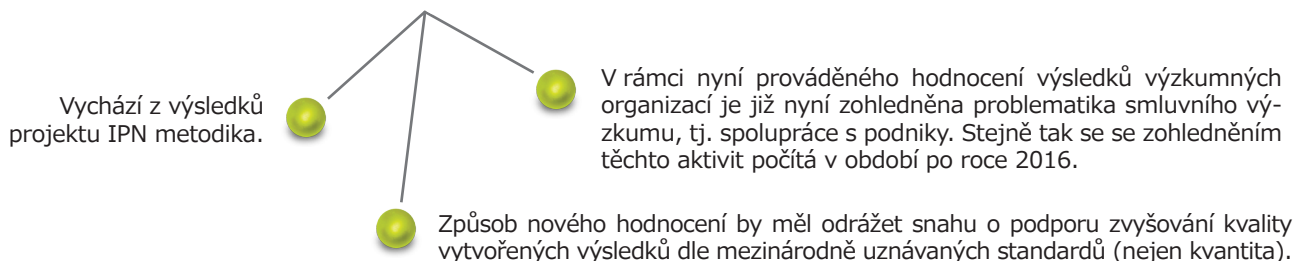 Vychází z výsledků
projektu IPN metodika.
V rámci nyní prováděného hodnocení výsledků výzkumných
organizací je již nyní zohledněna problematika smluvního vý-
zkumu, tj. spolupráce s podniky. Stejně tak se se zohledněním
těchto aktivit počítá v období po roce 2016.
Způsob nového hodnocení by měl odrážet snahu o podporu zvyšování kvality
vytvořených výsledků dle mezinárodně uznávaných standardů (nejen kvantita).